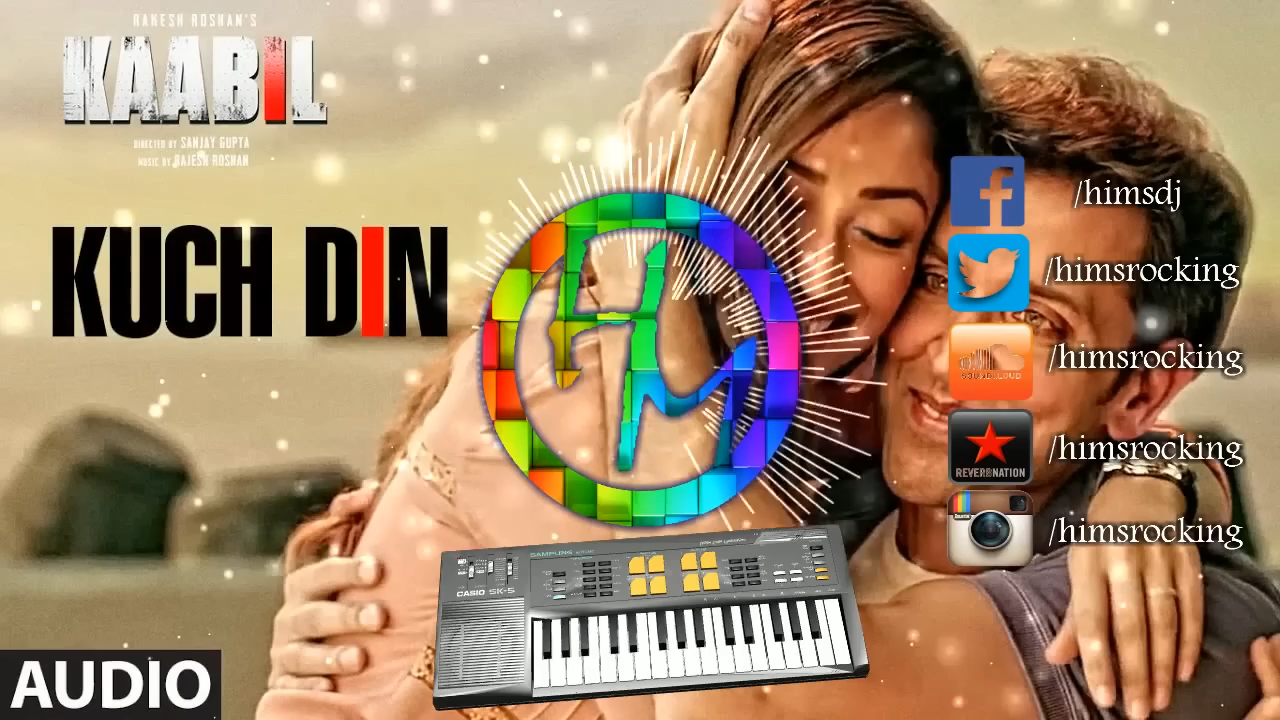 RAKESH ROSHAN'S
KAABIL
DIRECTED BY SANJAY GUPTA
MUSIC BY RAJESH ROSHAN
KUCH DIN
/himsdj
/himsrocking
SOUNDCLOUD
/himsrocking
REVERBNATION
/himsrocking
/himsrocking
SAMPLING
CASIO SK-5
AUDIO